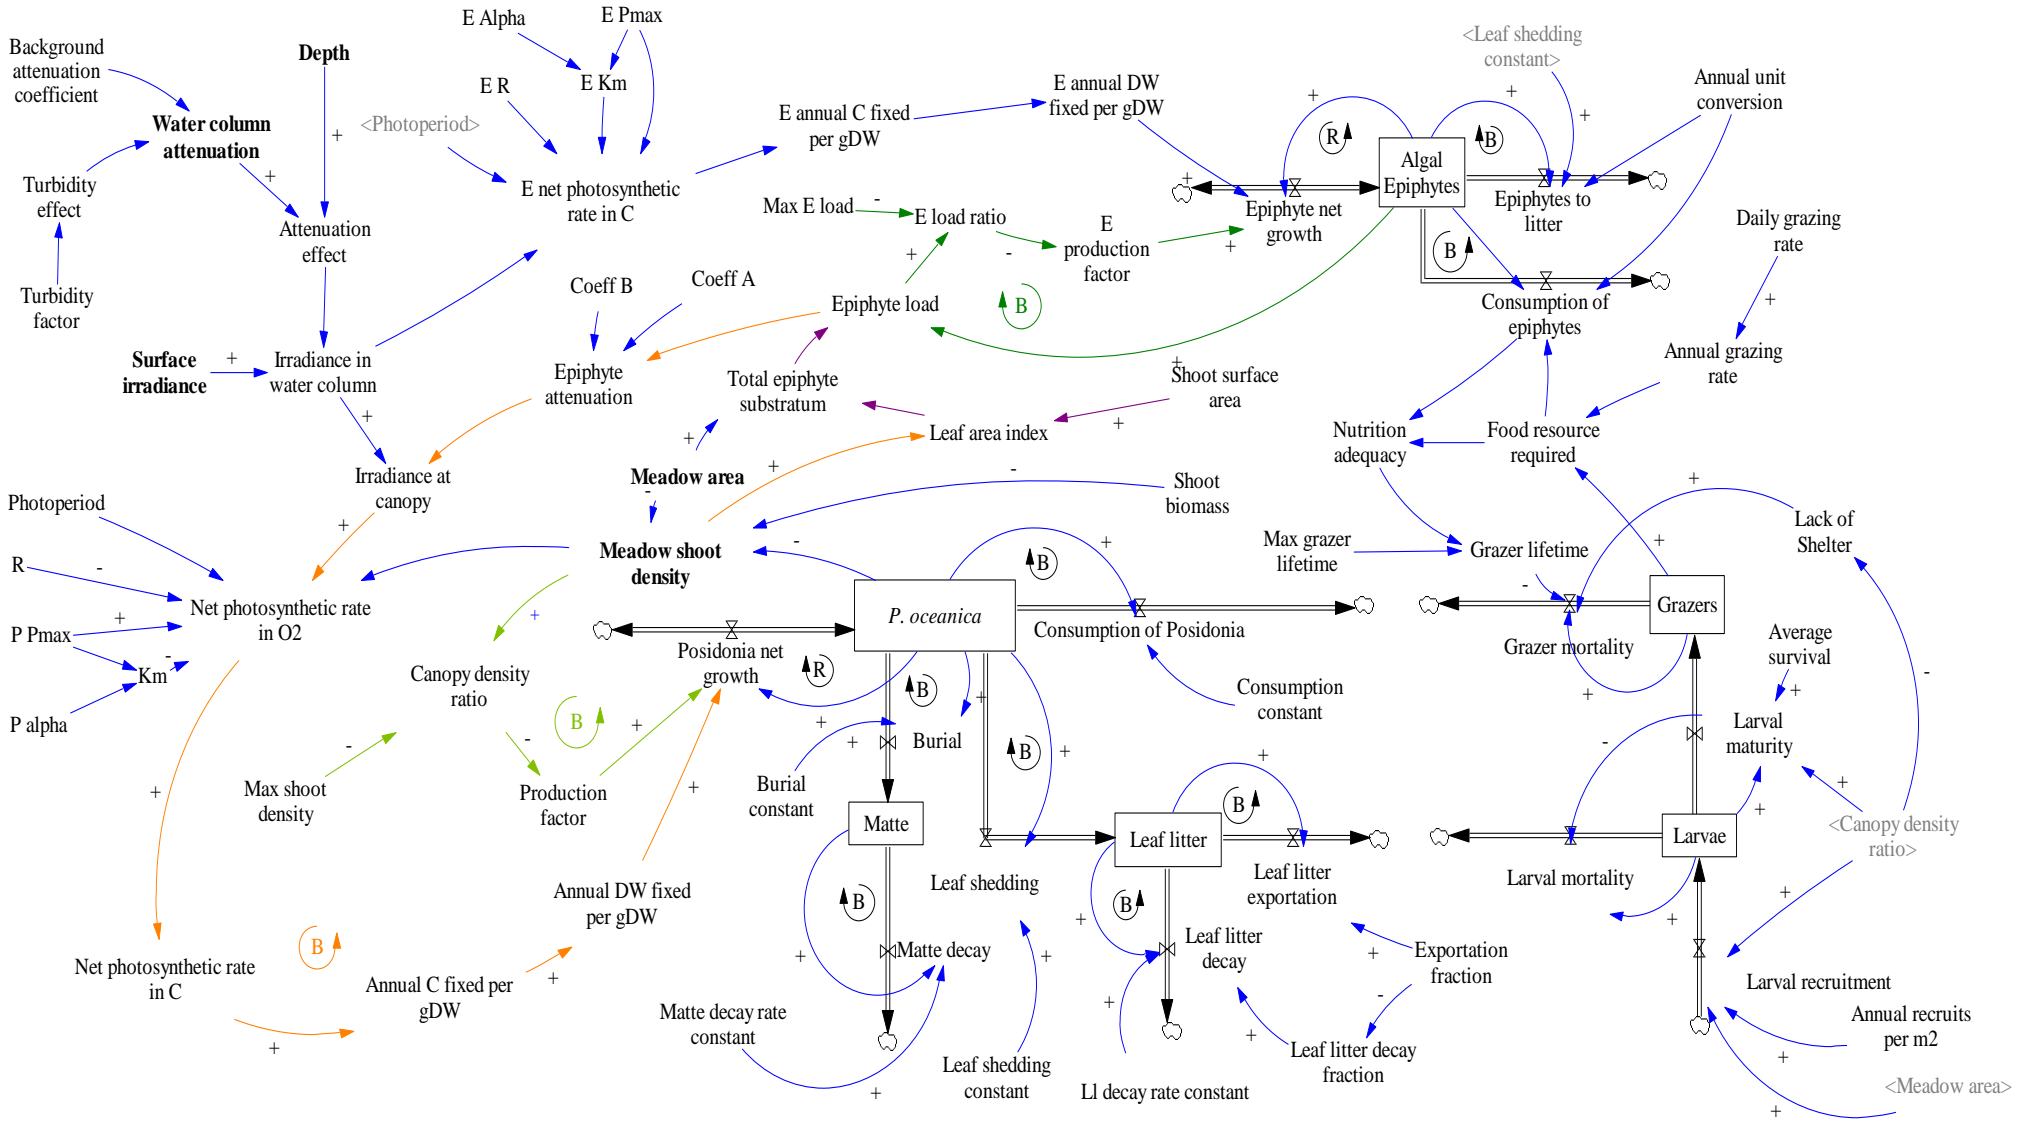 E Alpha
E Pmax
Background
attenuation
coefficient
Depth
E R
E Km
<Photoperiod>
Water column
attenuation
+
+
Turbidity
effect
Attenuation
effect
Turbidity
factor
E net photosynthetic
rate in C
E annual C fixed
per gDW
E annual DW
fixed per gDW
<Leaf shedding
constant>
Annual unit
conversion
+
+
+
R
B
Algal
Epiphytes
+
Epiphyte net
growth
Epiphytes to
litter
B
Max E load
-
E load ratio
+
-
E
production
factor
+
B
Daily grazing
rate
+
Consumption of
epiphytes
Annual grazing
rate
Coeff B
Coeff A
Epiphyte load
Surface
irradiance
+
Irradiance in
water column
+
Epiphyte
attenuation
Total epiphyte
substratum
+
+
Shoot surface
area
+
Leaf area index
Nutrition
adequacy
Food resource
required
Irradiance at
canopy
+
Meadow area
-
+
-
Shoot
biomass
+
Lack of
Shelter
Photoperiod
R
-
+
P Pmax
Km
-
P alpha
Net photosynthetic rate
in O2
Meadow shoot
density
-
+
B
+
Max grazer
lifetime
Grazer lifetime
-
+
Grazers
Grazer mortality
+
P. oceanica
Consumption of Posidonia
Consumption
constant
Posidonia net
growth
R
B
+
Canopy density
ratio
B
-
+
-
Max shoot
density
Production
factor
+
+
+
Burial
Burial
constant
B
+
+
Average
survival
+
Larval
maturity
-
-
+
+
<Canopy density
ratio>
+
Matte
Leaf litter
B
+
Larvae
Larval mortality
+
Leaf litter
exportation
Leaf shedding
B
+
B
+
Annual DW fixed
per gDW
Net photosynthetic rate
in C
B
+
Annual C fixed per
gDW
+
Matte decay
+
Leaf litter
decay
+
Exportation
fraction
+
-
Larval recruitment
Matte decay rate
constant
+
Leaf shedding
constant
Ll decay rate constant
+
Leaf litter decay
fraction
Annual recruits
per m2
+
<Meadow area>
+